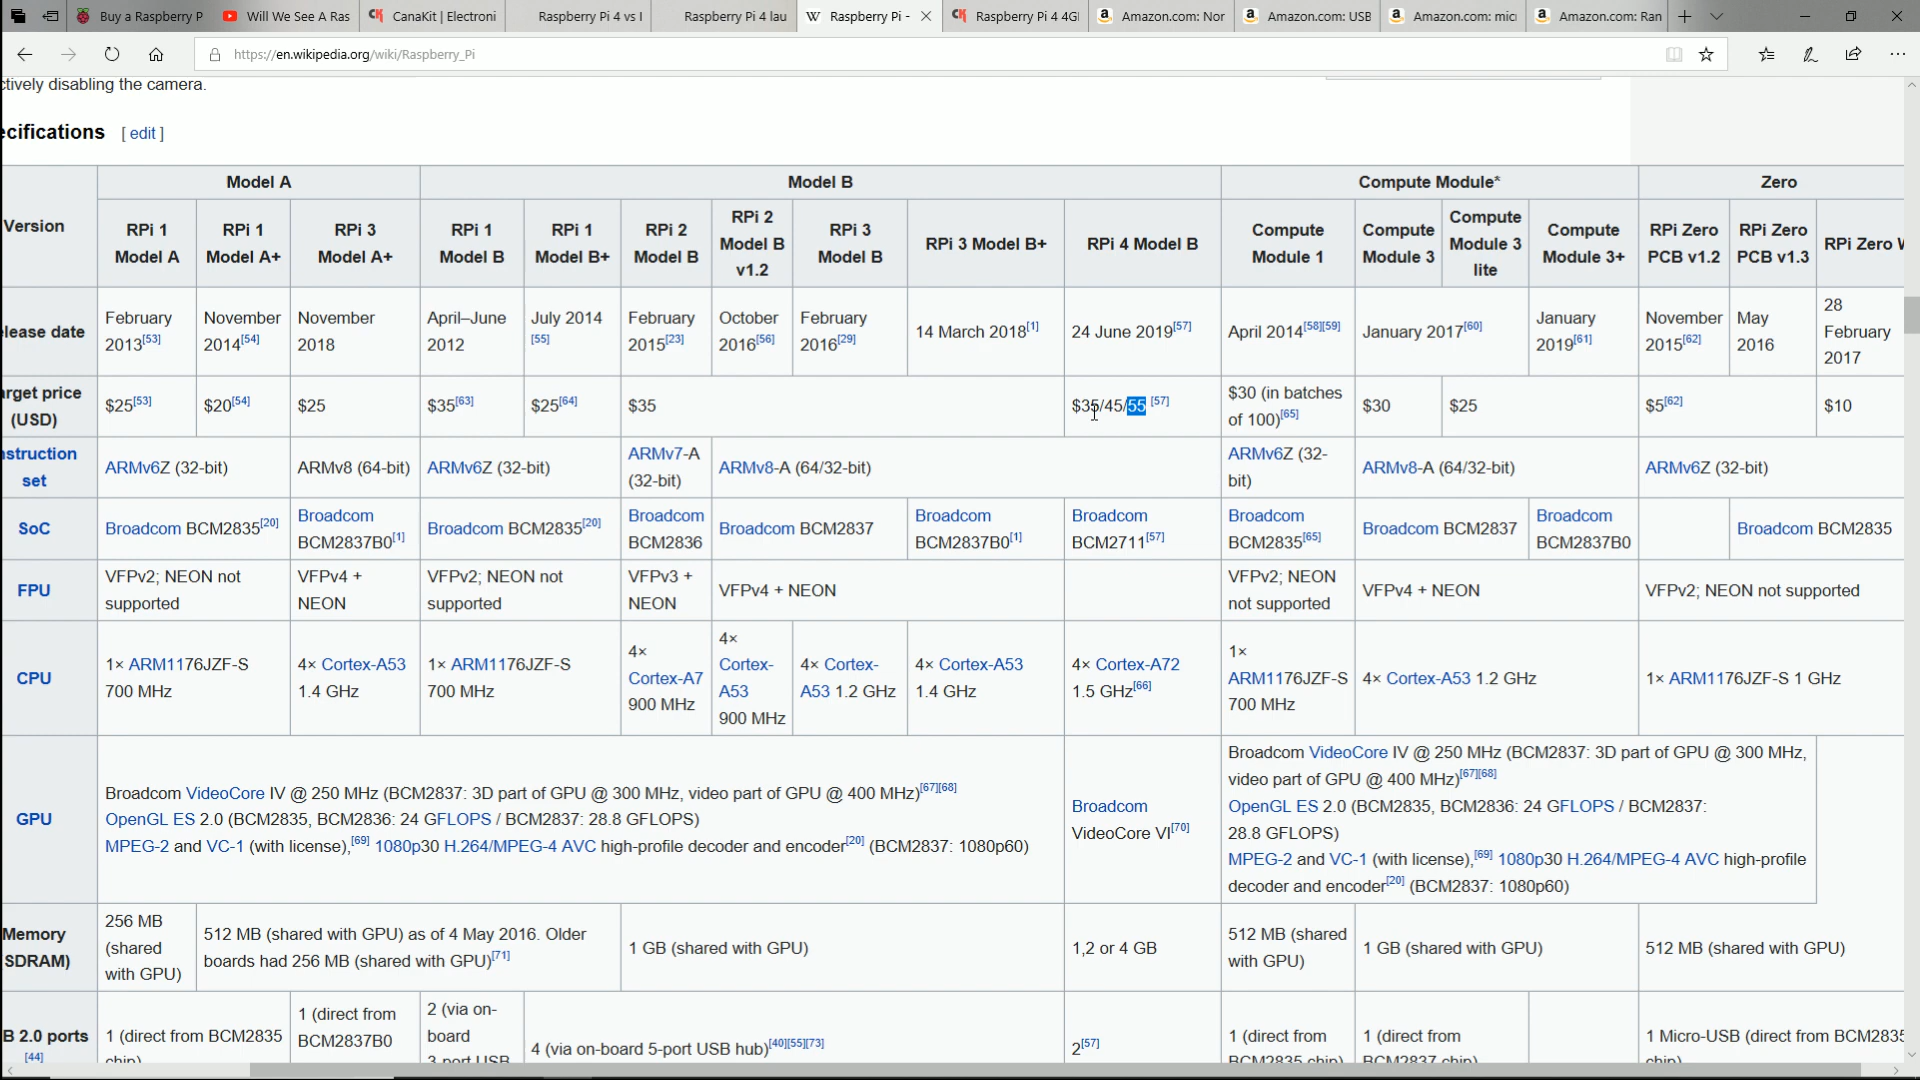 Buy a Raspberry P
Will We See A Ras
CanaKit | Electroni
Raspberry Pi 4 vs I
Raspberry Pi 4 lau
Raspberry Pi -
Raspberry Pi 4 4GI
Amazon.com: Nor
Amazon.com: USB
Amazon.com: mic
Amazon.com: Ran
https://en.wikipedia.org/wiki/Raspberry_Pi
ctively disabling the camera.
ecifications [ edit ]
Version
Model A
Model B
Compute Module*
Zero
RPi 1 Model A
RPi 1 Model A+
RPi 3 Model A+
RPi 1 Model B
RPi 1 Model B+
RPi 2 Model B
RPi 2 Model B v1.2
RPi 3 Model B
RPi 3 Model B+
RPi 4 Model B
Compute Module 1
Compute Module 3
Compute Module 3 lite
Compute Module 3+
RPi Zero PCB v1.2
RPi Zero PCB v1.3
RPi Zero W
elease date
February 2013[53]
November 2014[54]
November 2018
April–June 2012
July 2014 [55]
February 2015[23]
October 2016[56]
February 2016[29]
14 March 2018[1]
24 June 2019[57]
April 2014[58][59]
January 2017[60]
January 2019[61]
November 2015[62]
May 2016
28 February 2017
arget price (USD)
$25[53]
$20[54]
$25
$35[63]
$25[64]
$35
$35/45/55 [57]
$30 (in batches of 100)[65]
$30
$25
$5[62]
$10
nstruction set
ARMv6Z (32-bit)
ARMv8 (64-bit)
ARMv6Z (32-bit)
ARMv7-A (32-bit)
ARMv8-A (64/32-bit)
ARMv6Z (32-bit)
ARMv8-A (64/32-bit)
ARMv6Z (32-bit)
SoC
Broadcom BCM2835[20]
Broadcom BCM2837B0[1]
Broadcom BCM2835[20]
Broadcom BCM2836
Broadcom BCM2837
Broadcom BCM2837B0[1]
Broadcom BCM2711[57]
Broadcom BCM2835[65]
Broadcom BCM2837
Broadcom BCM2837B0
Broadcom BCM2835
FPU
VFPv2; NEON not supported
VFPv4 + NEON
VFPv2; NEON not supported
VFPv3 + NEON
VFPv4 + NEON
VFPv2; NEON not supported
VFPv4 + NEON
VFPv2; NEON not supported
CPU
1× ARM1176JZF-S 700 MHz
4× Cortex-A53 1.4 GHz
1× ARM1176JZF-S 700 MHz
4× Cortex-A7 900 MHz
4× Cortex-A53 900 MHz
4× Cortex-A53 1.2 GHz
4× Cortex-A53 1.4 GHz
4× Cortex-A72 1.5 GHz[66]
1× ARM1176JZF-S 700 MHz
4× Cortex-A53 1.2 GHz
1× ARM1176JZF-S 1 GHz
GPU
Broadcom VideoCore IV @ 250 MHz (BCM2837: 3D part of GPU @ 300 MHz, video part of GPU @ 400 MHz)[67][68]
OpenGL ES 2.0 (BCM2835, BCM2836: 24 GFLOPS / BCM2837: 28.8 GFLOPS)
MPEG-2 and VC-1 (with license),[69] 1080p30 H.264/MPEG-4 AVC high-profile decoder and encoder[20] (BCM2837: 1080p60)
Broadcom VideoCore VI[70]
Broadcom VideoCore IV @ 250 MHz (BCM2837: 3D part of GPU @ 300 MHz,
video part of GPU @ 400 MHz)[67][68]
OpenGL ES 2.0 (BCM2835, BCM2836: 24 GFLOPS / BCM2837:
28.8 GFLOPS)
MPEG-2 and VC-1 (with license),[69] 1080p30 H.264/MPEG-4 AVC high-profile
decoder and encoder[20] (BCM2837: 1080p60)
Memory SDRAM)
256 MB (shared with GPU)
512 MB (shared with GPU) as of 4 May 2016. Older
boards had 256 MB (shared with GPU)[71]
1 GB (shared with GPU)
1,2 or 4 GB
512 MB (shared with GPU)
1 GB (shared with GPU)
512 MB (shared with GPU)
B 2.0 ports [44]
1 (direct from BCM2835 chip)
1 (direct from BCM2837B0
2 (via on-board 3-port USB
4 (via on-board 5-port USB hub)[40][55][73]
2[57]
1 (direct from BCM2835 chip)
1 (direct from BCM2837 chip)
1 Micro-USB (direct from BCM2835 chip)